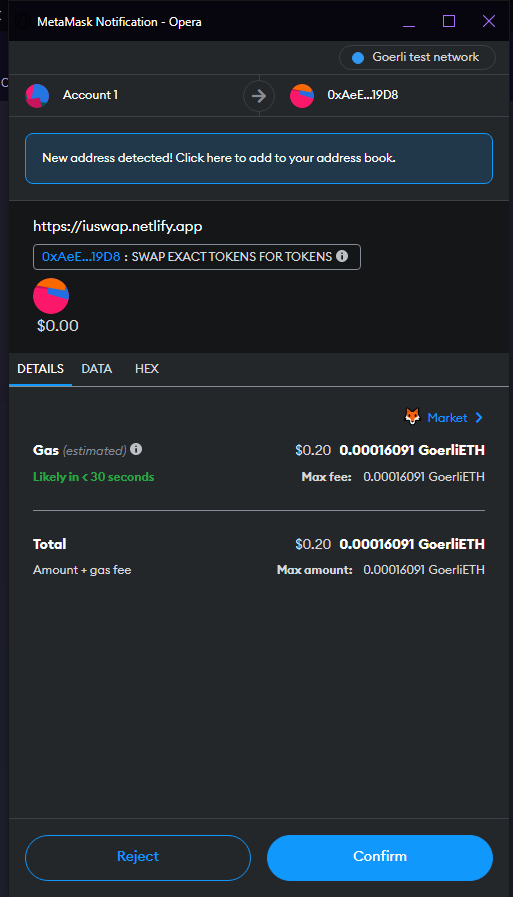 MetaMask Notification - Opera
Goerli test network
Account 1
0xAeE...19D8
New address detected! Click here to add to your address book.
https://iuswap.netlify.app
0xAeE...19D8 : SWAP EXACT TOKENS FOR TOKENS
$0.00
DETAILS DATA HEX
Market
Gas (estimated) $0.20 0.00016091 GoerliETH
Likely in < 30 seconds Max fee: 0.00016091 GoerliETH
Total $0.20 0.00016091 GoerliETH
Amount + gas fee Max amount: 0.00016091 GoerliETH
Reject Confirm